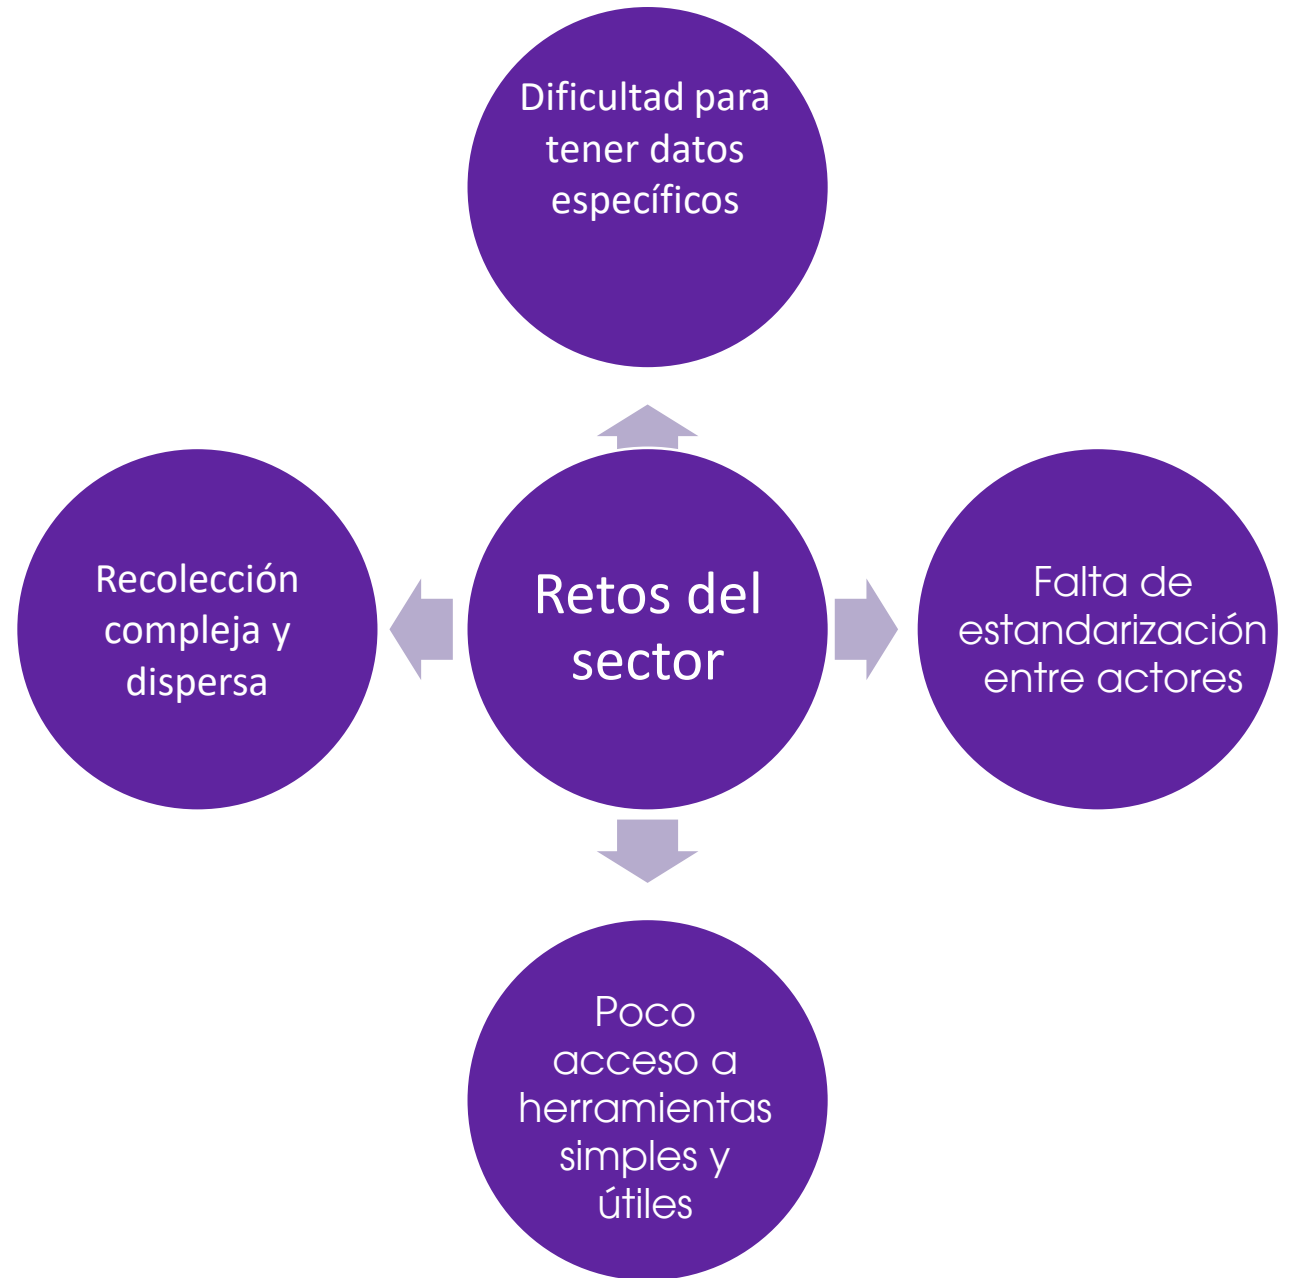 Dificultad para
tener datos
específicos
Recolección
compleja y
dispersa
Retos del
sector
Falta de
estandarización
entre actores
Poco
acceso a
herramientas
simples y
útiles